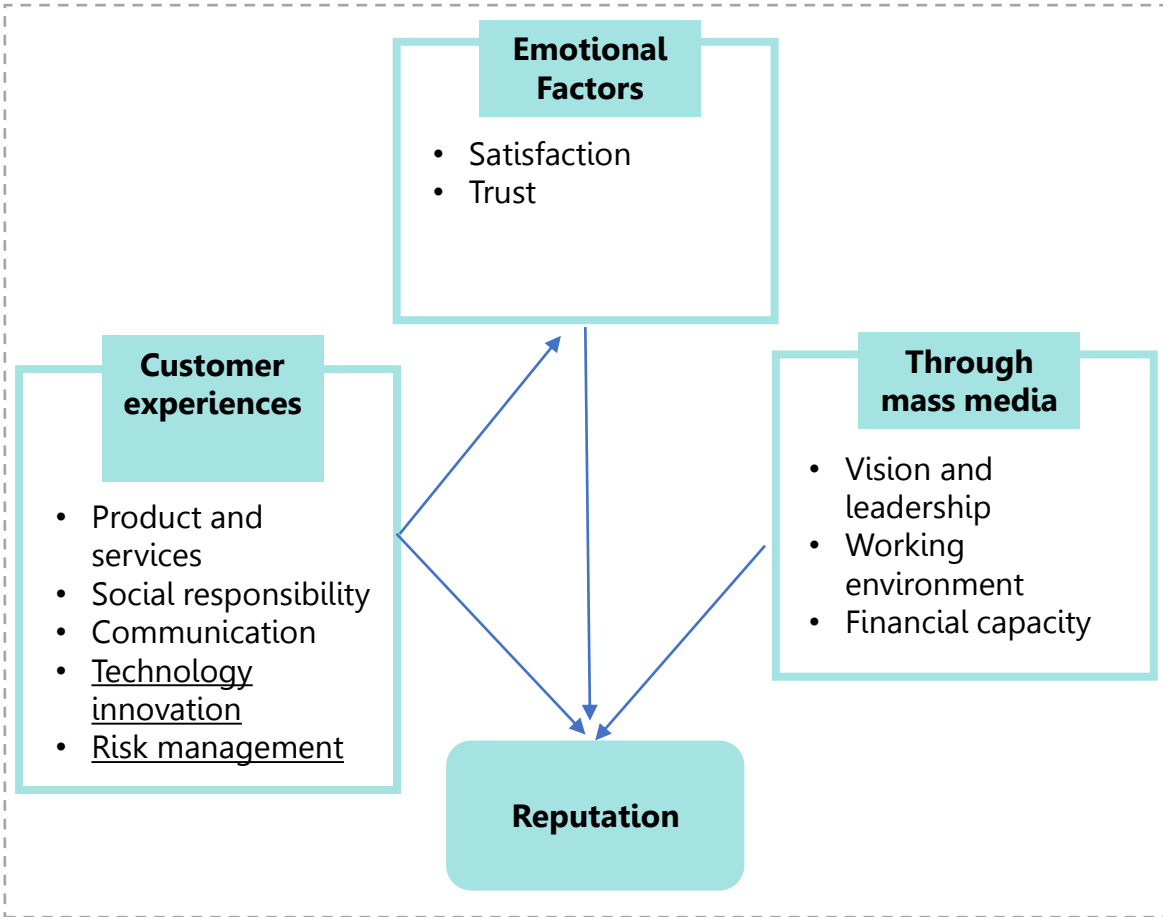 Emotional
Factors
• Satisfaction
• Trust
Customer
experiences
• Product and
services
• Social responsibility
• Communication
• Technology
innovation
• Risk management
Through
mass media
• Vision and
leadership
• Working
environment
• Financial capacity
Reputation